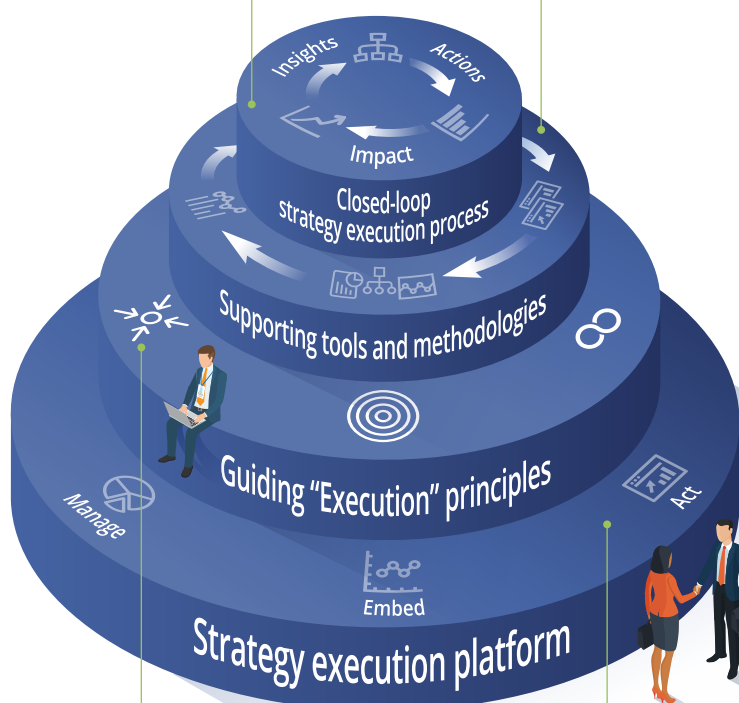 Insights
Actions
Impact
Closed-loop
strategy execution process
Supporting tools and methodologies
Guiding “Execution” principles
Manage
Act
Embed
Strategy execution platform